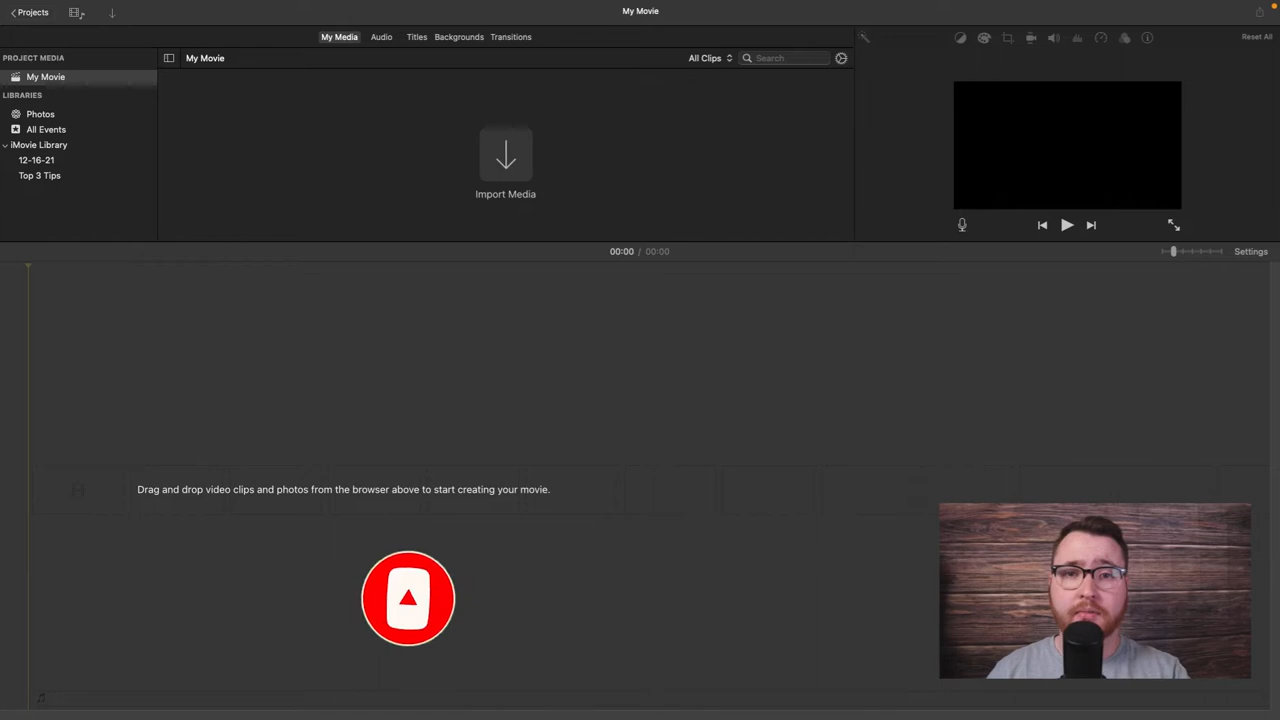 Projects
My Movie
My Media
Audio
Titles
Backgrounds
Transitions
Reset All
PROJECT MEDIA
My Movie
All Clips
Search
My Movie
LIBRARIES
Photos
All Events
iMovie Library
12-16-21
Top 3 Tips
Import Media
00:00 / 00:00
Settings
Drag and drop video clips and photos from the browser above to start creating your movie.